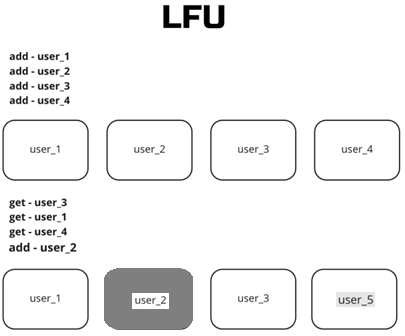 LFU
add - user_1
add - user_2
add - user_3
add - user_4
user_1 user_2 user_3 user_4
get - user_3
get - user_1
get - user_4
add - user_2
user_1 user_2 user_3 user_5